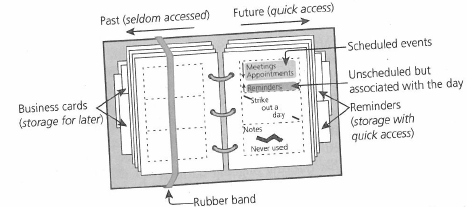 Past (seldom accessed)
Future (quick access)
Scheduled events
Meetings
Appointments
Reminders
Unscheduled but
associated with the day
Strike
out a
day
Business cards
(storage for later)
Reminders
(storage with
quick access)
Notes
Never used
Rubber band